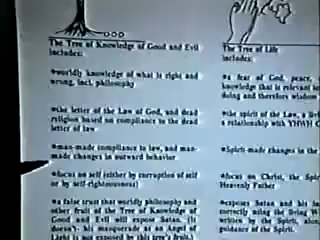 The Tree of Knowledge of Good and Evil
includes:
*worldly knowledge of what is right and
wrong, incl. philosophy
*the letter of the Law of God, and dead
religion based on compliance to the dead
letter of law
*man-made compliance to law, and man-
made changes in outward behavior
*focus on self (either by corruption of self
or by self-righteousness)
*a false trust that worldly philosophy and
other fruit of the Tree of Knowledge of
Good and Evil will expose Satan. (It
doesn't- his masquerade as an Angel of
Light is not exposed by this tree's fruit.)
The Tree of Life
includes:
*a fear of God, peace,
knowledge that is relevant to
doing and therefore wisdom
*the spirit of the Law, a
a relationship with YHWH
*Spirit-made changes in the
*focus on Christ, the
Heavenly Father
*exposes Satan and his
correctly using the living W
written by the Spirit,